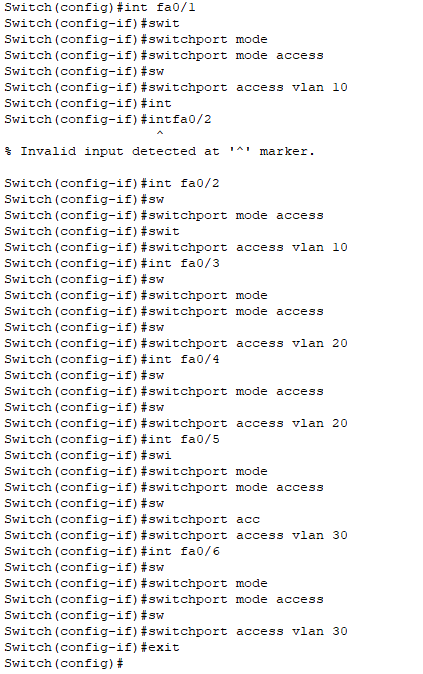 Switch(config)#int fa0/1
Switch(config-if)#swit
Switch(config-if)#switchport mode
Switch(config-if)#switchport mode access
Switch(config-if)#sw
Switch(config-if)#switchport access vlan 10
Switch(config-if)#int
Switch(config-if)#intfa0/2
^
% Invalid input detected at '^' marker.

Switch(config-if)#int fa0/2
Switch(config-if)#sw
Switch(config-if)#switchport mode access
Switch(config-if)#swit
Switch(config-if)#switchport access vlan 10
Switch(config-if)#int fa0/3
Switch(config-if)#sw
Switch(config-if)#switchport mode
Switch(config-if)#switchport mode access
Switch(config-if)#sw
Switch(config-if)#switchport access vlan 20
Switch(config-if)#int fa0/4
Switch(config-if)#sw
Switch(config-if)#switchport mode access
Switch(config-if)#sw
Switch(config-if)#switchport access vlan 20
Switch(config-if)#int fa0/5
Switch(config-if)#swi
Switch(config-if)#switchport mode
Switch(config-if)#switchport mode access
Switch(config-if)#sw
Switch(config-if)#switchport acc
Switch(config-if)#switchport access vlan 30
Switch(config-if)#int fa0/6
Switch(config-if)#sw
Switch(config-if)#switchport mode
Switch(config-if)#switchport mode access
Switch(config-if)#sw
Switch(config-if)#switchport access vlan 30
Switch(config-if)#exit
Switch(config)#